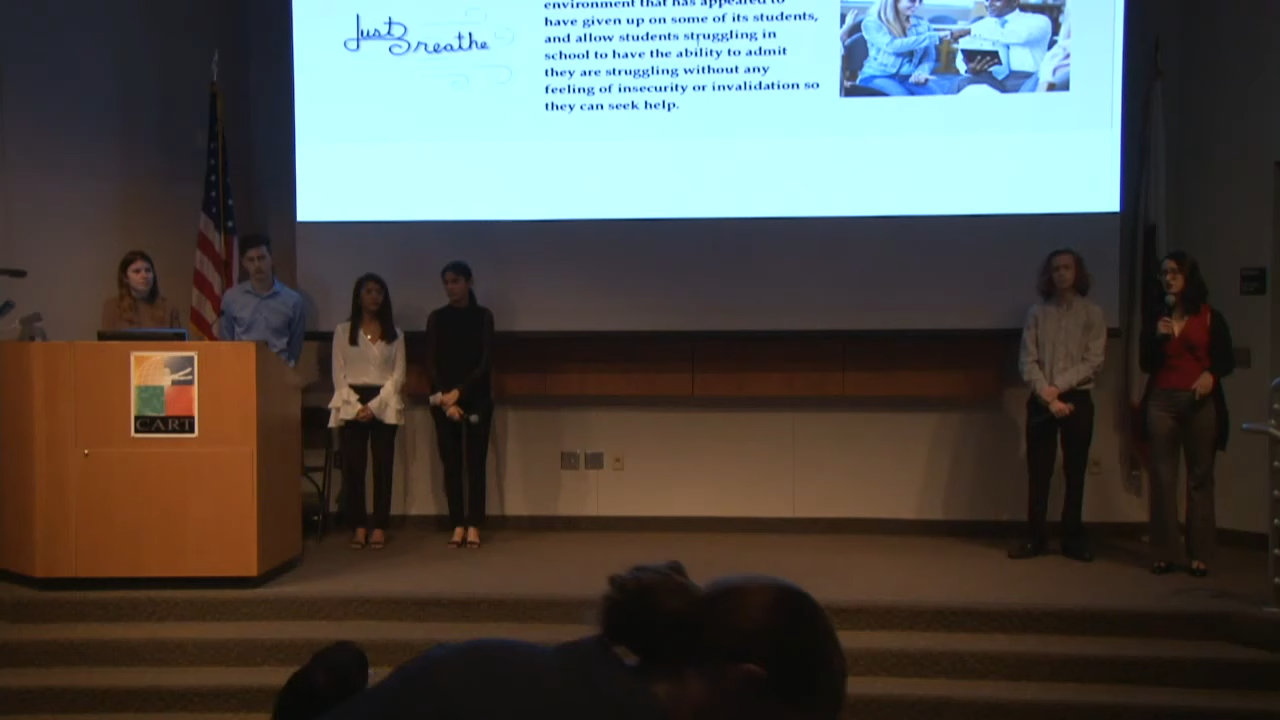 Just Breathe
environment that has appeared to
have given up on some of its students,
and allow students struggling in
school to have the ability to admit
they are struggling without any
feeling of insecurity or invalidation so
they can seek help.
CART